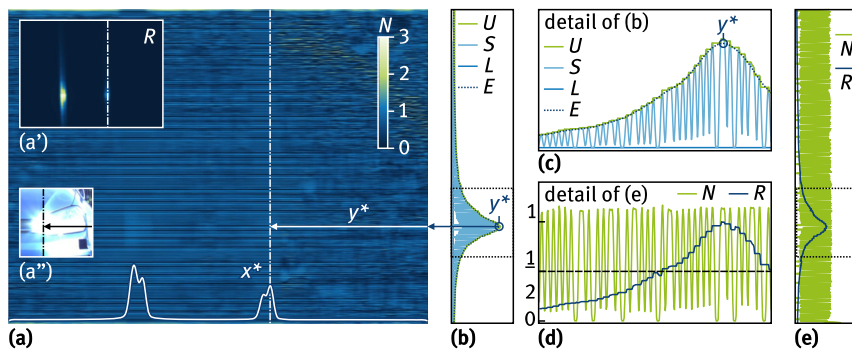 R
(a')
N
3
2
1
0
(a'')
y*
x*
(a)
U
S
L
E
y*
(b)
detail of (b)
y*
U
S
L
E
(c)
detail of (e)
N
R
1
1
2
0
(d)
N
R
(e)